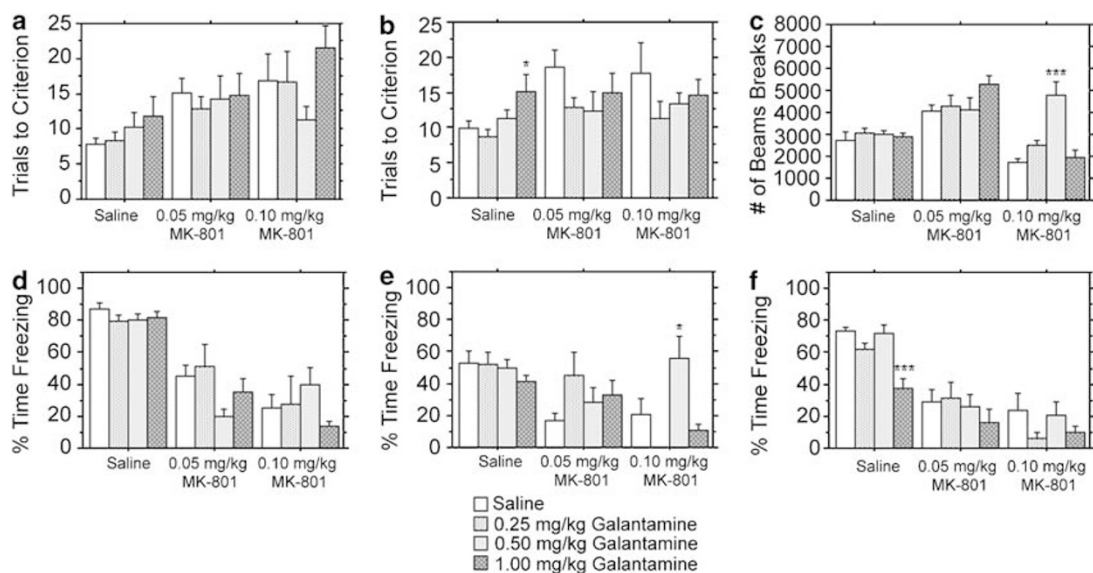 a
Trials to Criterion
25
20
15
10
5
0
Saline
0.05 mg/kg
MK-801
0.10 mg/kg
MK-801
b
Trials to Criterion
25
20
15
10
5
0
*
Saline
0.05 mg/kg
MK-801
0.10 mg/kg
MK-801
c
# of Beams Breaks
8000
7000
6000
5000
4000
3000
2000
1000
0
***
Saline
0.05 mg/kg
MK-801
0.10 mg/kg
MK-801
d
% Time Freezing
100
80
60
40
20
0
Saline
0.05 mg/kg
MK-801
0.10 mg/kg
MK-801
e
% Time Freezing
100
80
60
40
20
0
*
Saline
0.05 mg/kg
MK-801
0.10 mg/kg
MK-801
f
% Time Freezing
100
80
60
40
20
0
***
Saline
0.05 mg/kg
MK-801
0.10 mg/kg
MK-801
Saline
0.25 mg/kg Galantamine
0.50 mg/kg Galantamine
1.00 mg/kg Galantamine